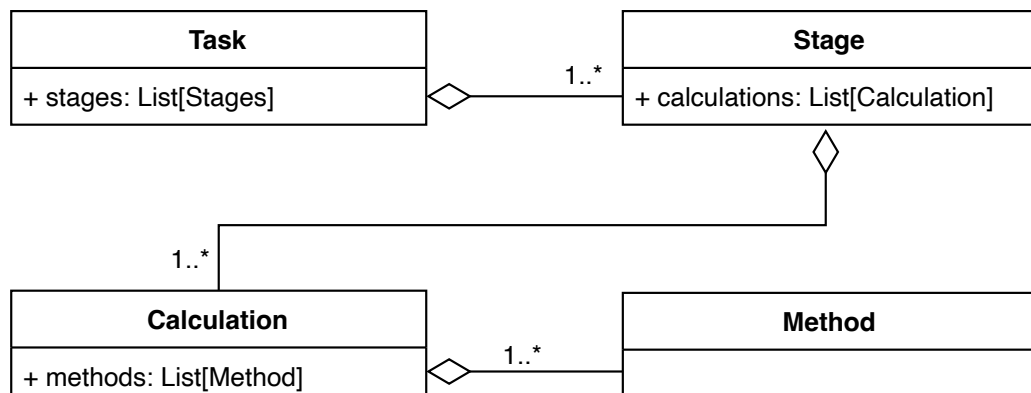 Task
+ stages: List[Stages]
1..*
Stage
+ calculations: List[Calculation]
1..*
Calculation
+ methods: List[Method]
1..*
Method